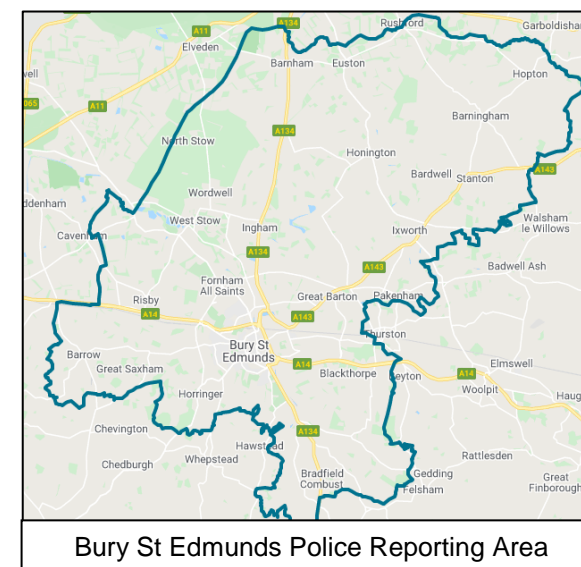 A11
A134
Rushford
Garboldisham
Elveden
Barnham
Euston
Hopton
065
A11
Barningham
A134
North Stow
Honington
Bardwell
Stanton
A143
Wordwell
ddenham
West Stow
Ingham
Ixworth
Walsham
le Willows
Cavenham
A134
Badwell Ash
A143
Fornham
All Saints
Risby
Great Barton
Pakenham
A14
A143
Thurston
Bury St
Edmunds
Barrow
Great Saxham
A14
Blackthorpe
Beyton
A14
Elmswell
Woolpit
Horringer
Haug
Chevington
A134
Hawstead
Whepstead
Rattlesden
Chedburgh
Bradfield
Combust
Gedding
Felsham
Great
Finborough
Bury St Edmunds Police Reporting Area